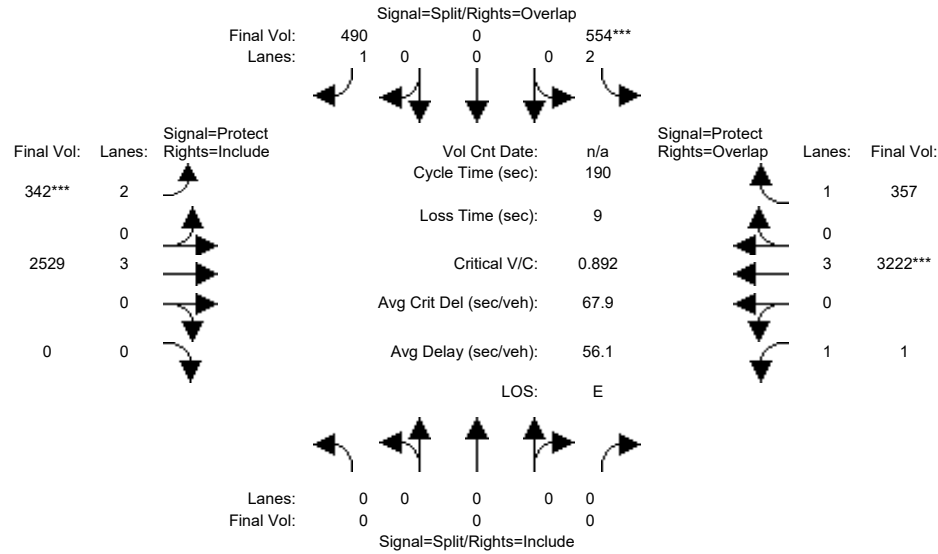 Signal=Split/Rights=Overlap
Final Vol: 490 0 554***
Lanes: 1 0 0 0 2
Signal=Protect Signal=Protect
Final Vol: Lanes: Rights=Include Vol Cnt Date: n/a Rights=Overlap Lanes: Final Vol:
Cycle Time (sec): 190
342*** 2 1 357
Loss Time (sec): 9
0 0
2529 3 Critical V/C: 0.892 3 3222***
0 Avg Crit Del (sec/veh): 67.9 0
0 0 Avg Delay (sec/veh): 56.1 1 1
LOS: E
Lanes: 0 0 0 0 0
Final Vol: 0 0 0
Signal=Split/Rights=Include